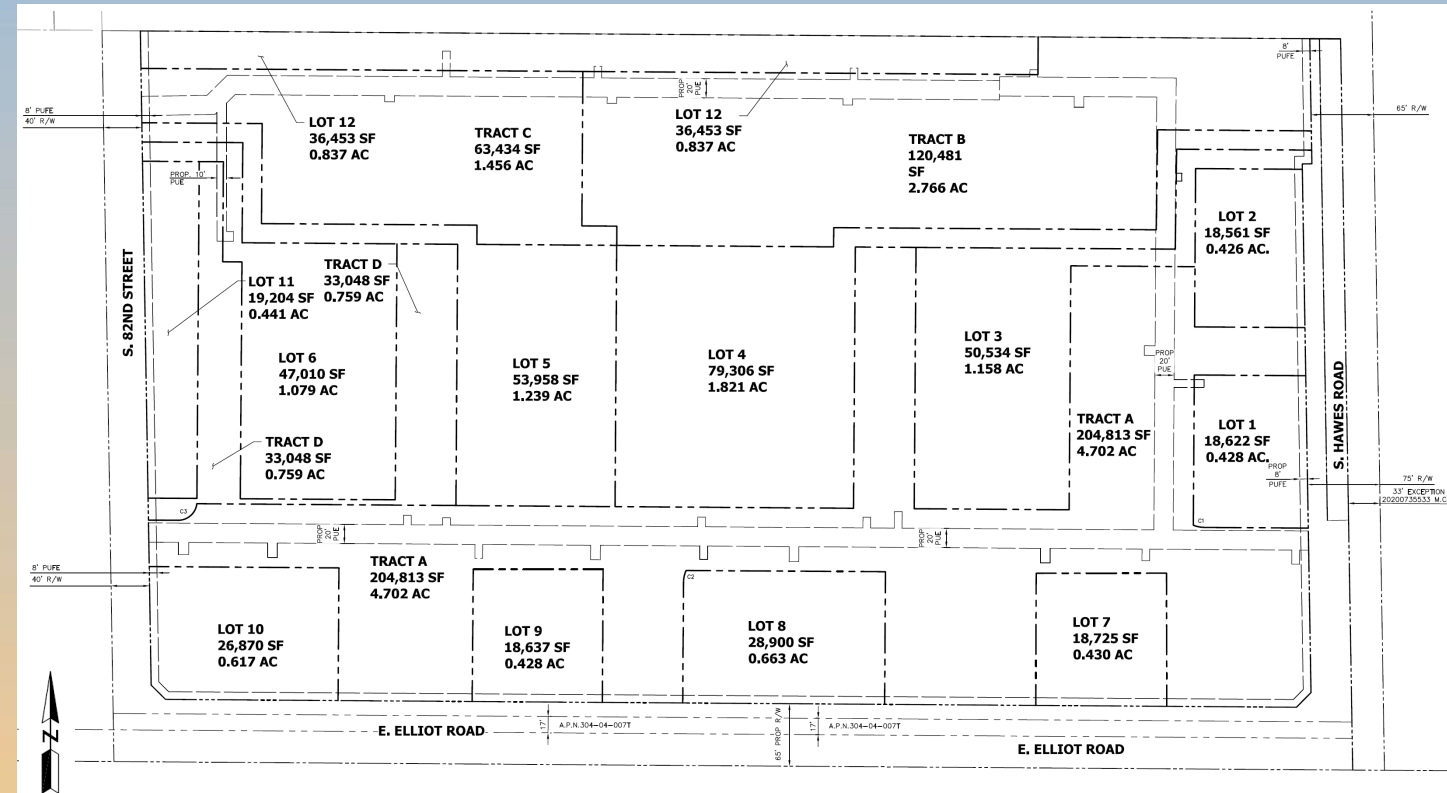 8' PUFE
8' PUFE
40' R/W
65' R/W
PROP
20'
PUE
LOT 12
36,453 SF
0.837 AC
TRACT C
63,434 SF
1.456 AC
LOT 12
36,453 SF
0.837 AC
TRACT B
120,481
SF
2.766 AC
PROP. 10'
PUE
LOT 2
18,561 SF
0.426 AC.
S. 82ND STREET
LOT 11
19,204 SF
0.441 AC
TRACT D
33,048 SF
0.759 AC
LOT 6
47,010 SF
1.079 AC
LOT 5
53,958 SF
1.239 AC
LOT 4
79,306 SF
1.821 AC
LOT 3
50,534 SF
1.158 AC
PROP
20'
PUE
TRACT D
33,048 SF
0.759 AC
TRACT A
204,813 SF
4.702 AC
LOT 1
18,622 SF
0.428 AC.
S. HAWES ROAD
PROP
8'
PUFE
75' R/W
33' EXCEPTION
20200735533 M.C
C3
C1
PROP
20'
PUE
PROP
20'
PUE
8' PUFE
40' R/W
TRACT A
204,813 SF
4.702 AC
C2
LOT 10
26,870 SF
0.617 AC
LOT 9
18,637 SF
0.428 AC
LOT 8
28,900 SF
0.663 AC
LOT 7
18,725 SF
0.430 AC
N
E. ELLIOT ROAD
17'
A.P.N.304-04-007T
65' PROP R/W
17'
A.P.N.304-04-007T
E. ELLIOT ROAD